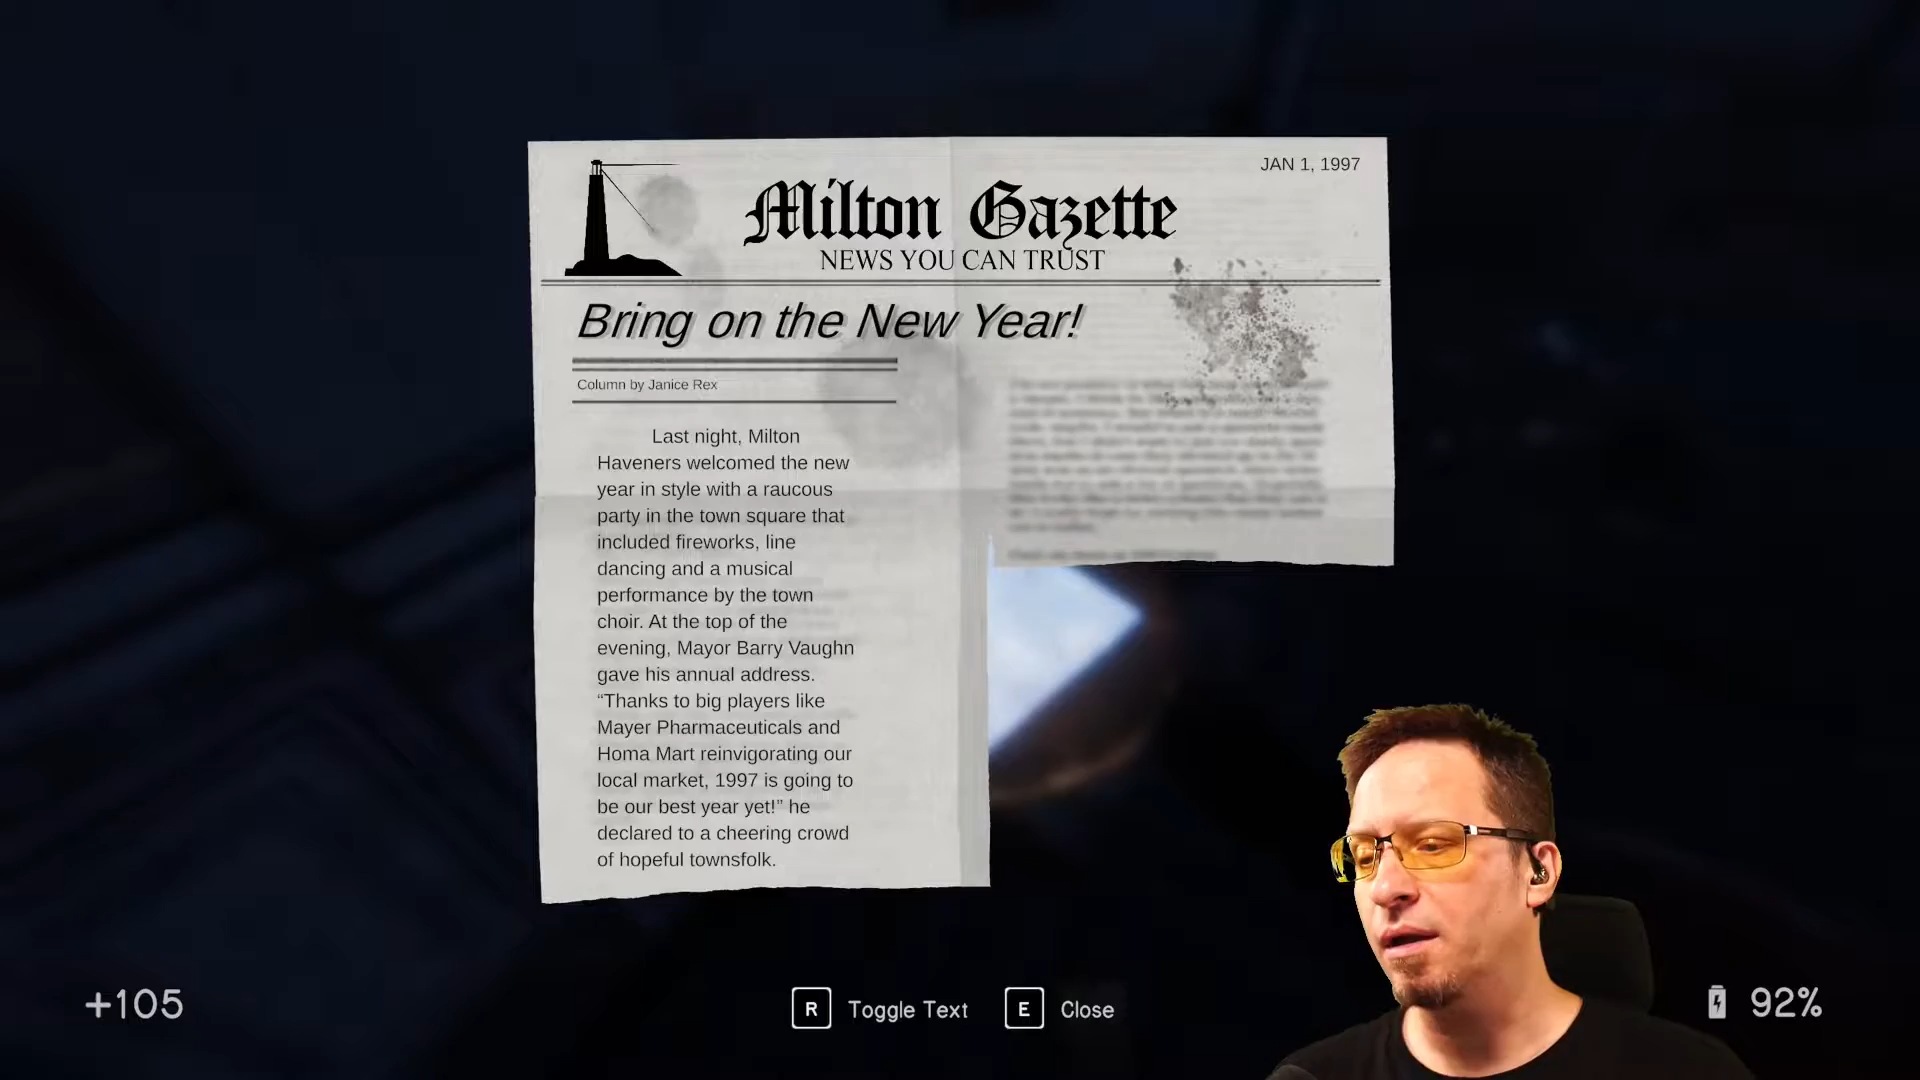 JAN 1, 1997
Milton Gazette
NEWS YOU CAN TRUST
Bring on the New Year!
Column by Janice Rex
Last night, Milton
Haveners welcomed the new
year in style with a raucous
party in the town square that
included fireworks, line
dancing and a musical
performance by the town
choir. At the top of the
evening, Mayor Barry Vaughn
gave his annual address.
“Thanks to big players like
Mayer Pharmaceuticals and
Homa Mart reinvigorating our
local market, 1997 is going to
be our best year yet!” he
declared to a cheering crowd
of hopeful townsfolk.
+105
R Toggle Text E Close
92%